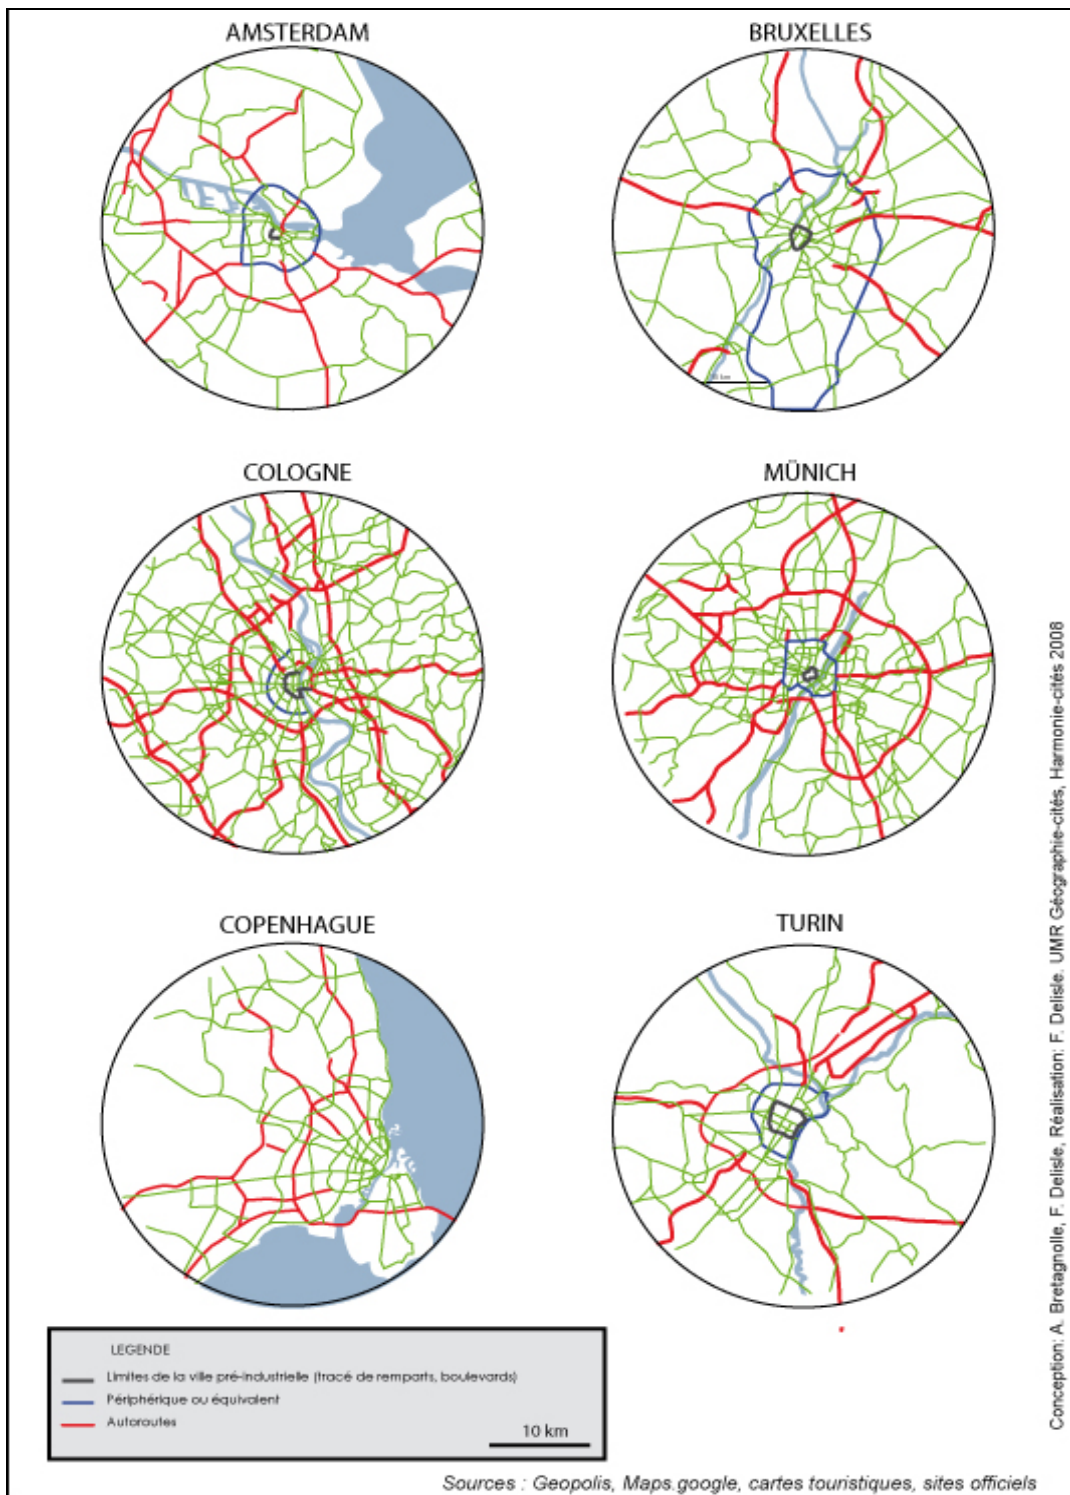 AMSTERDAM
BRUXELLES
COLOGNE
MÜNICH
COPENHAGUE
TURIN
LEGENDE
Limites de la ville pré-industrielle (tracé de remparts, boulevards)
Périphérique ou équivalent
Autoroutes
10 km
Sources : Geopolis, Maps.google, cartes touristiques, sites officiels
Conception: A. Bretagnolle, F. Delisle, Réalisation: F. Delisle. UMR Géographie-cités, Harmonie-cités 2008